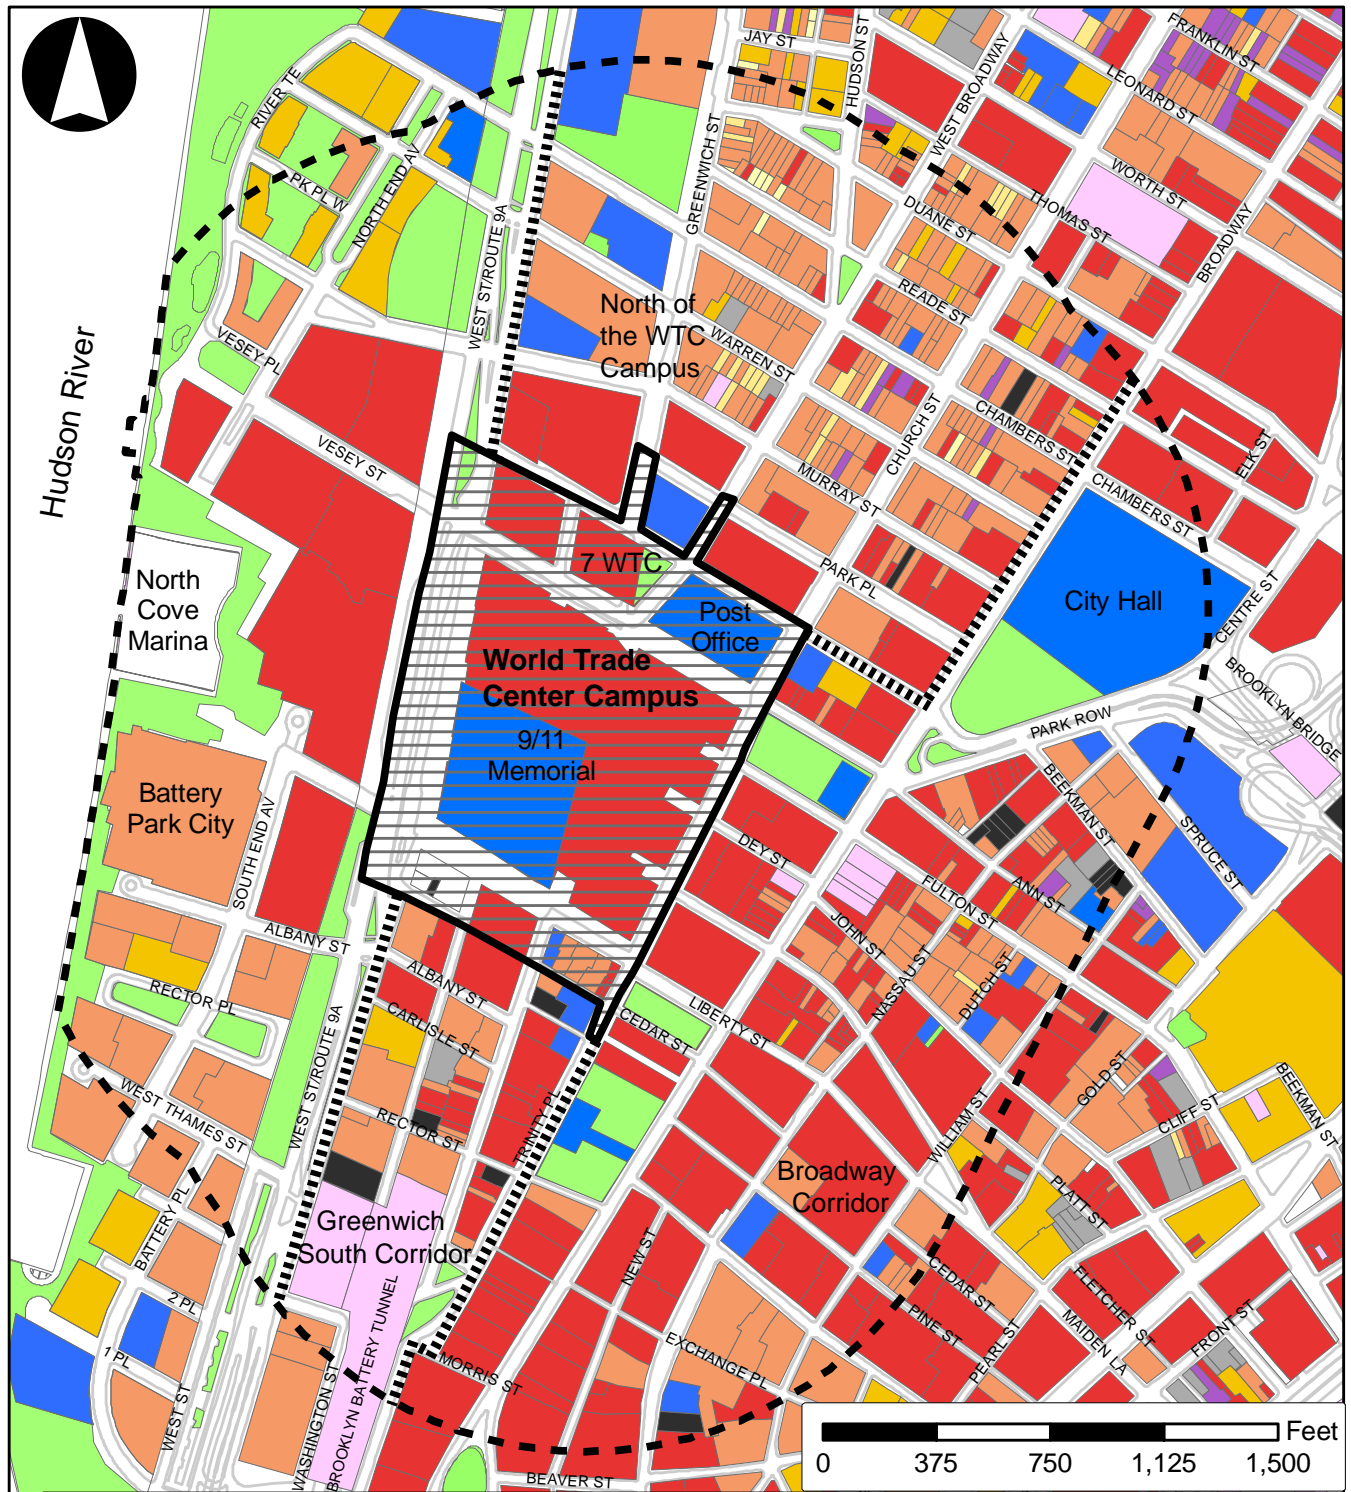 JAY ST
HUDSON ST
WEST BROADWAY
FRANKLIN ST
LEONARD ST
RIVER TE
GREENWICH ST
WORTH ST
PK PL W
NORTH END AV
WEST ST/ROUTE 9A
DUANE ST
THOMAS ST
BROADWAY
READE ST
North of
the WTC
Campus
WARREN ST
VESEY PL
Hudson River
VESEY ST
CHURCH ST
CHAMBERS ST
ELK ST
MURRAY ST
CHAMBERS ST
7 WTC
PARK PL
North
Cove
Marina
Post
Office
City Hall
CENTRE ST
World Trade
Center Campus
BROOKLYN BRIDGE
9/11
Memorial
PARK ROW
Battery
Park City
SOUTH END AV
BEEKMAN ST
SPRUCE ST
DEY ST
FULTON ST
ANN ST
ALBANY ST
JOHN ST
NASSAU ST
DUTCH ST
ALBANY ST
RECTOR PL
CARLISLE ST
CEDAR ST
LIBERTY ST
WEST ST/ROUTE 9A
GOLD ST
CLIFF ST
BEEKMAN ST
WEST THAMES ST
RECTOR ST
TRINITY PL
WILLIAM ST
Broadway
Corridor
PLATT ST
BATTERY PL
Greenwich
South Corridor
NEW ST
CEDAR ST
FLETCHER ST
2 PL
PINE ST
PEARL ST
MAIDEN LA
FRONT ST
1 PL
EXCHANGE PL
MORRIS ST
WEST ST
WASHINGTON ST
BROOKLYN BATTERY TUNNEL
BEAVER ST
Feet
0 375 750 1,125 1,500